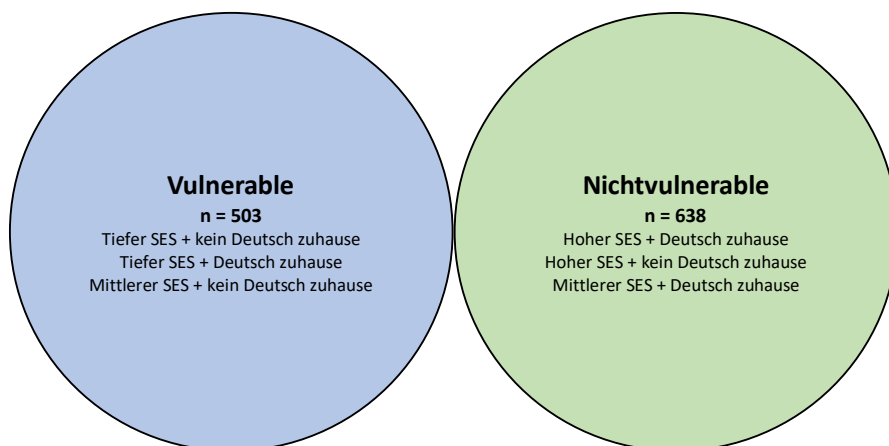 Vulnerable
n = 503
Tiefer SES + kein Deutsch zuhause
Tiefer SES + Deutsch zuhause
Mittlerer SES + kein Deutsch zuhause
Nichtvulnerable
n = 638
Hoher SES + Deutsch zuhause
Hoher SES + kein Deutsch zuhause
Mittlerer SES + Deutsch zuhause